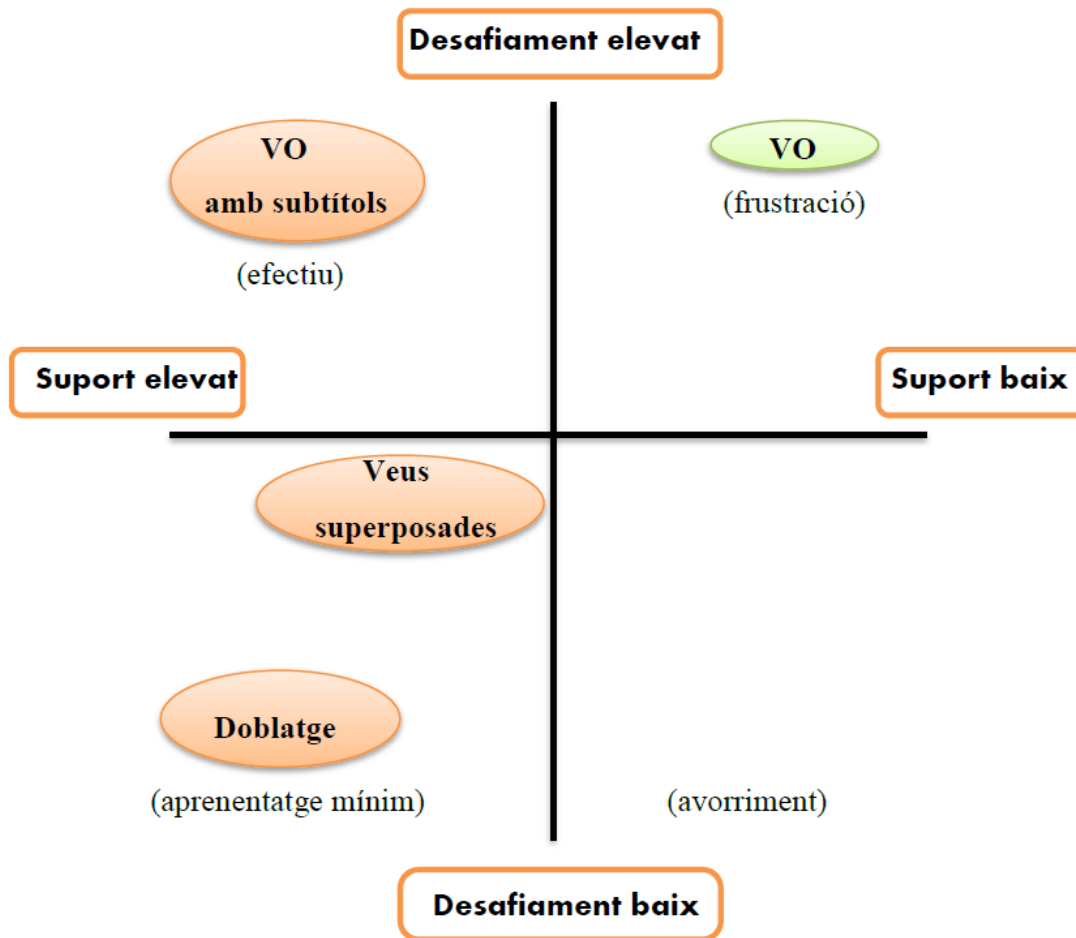 Desafiament elevat
VO
amb subtítols
(efectiu)
VO
(frustració)
Suport elevat
Suport baix
Veus
superposades
Doblatge
(aprenentatge mínim)
(avorriment)
Desafiament baix